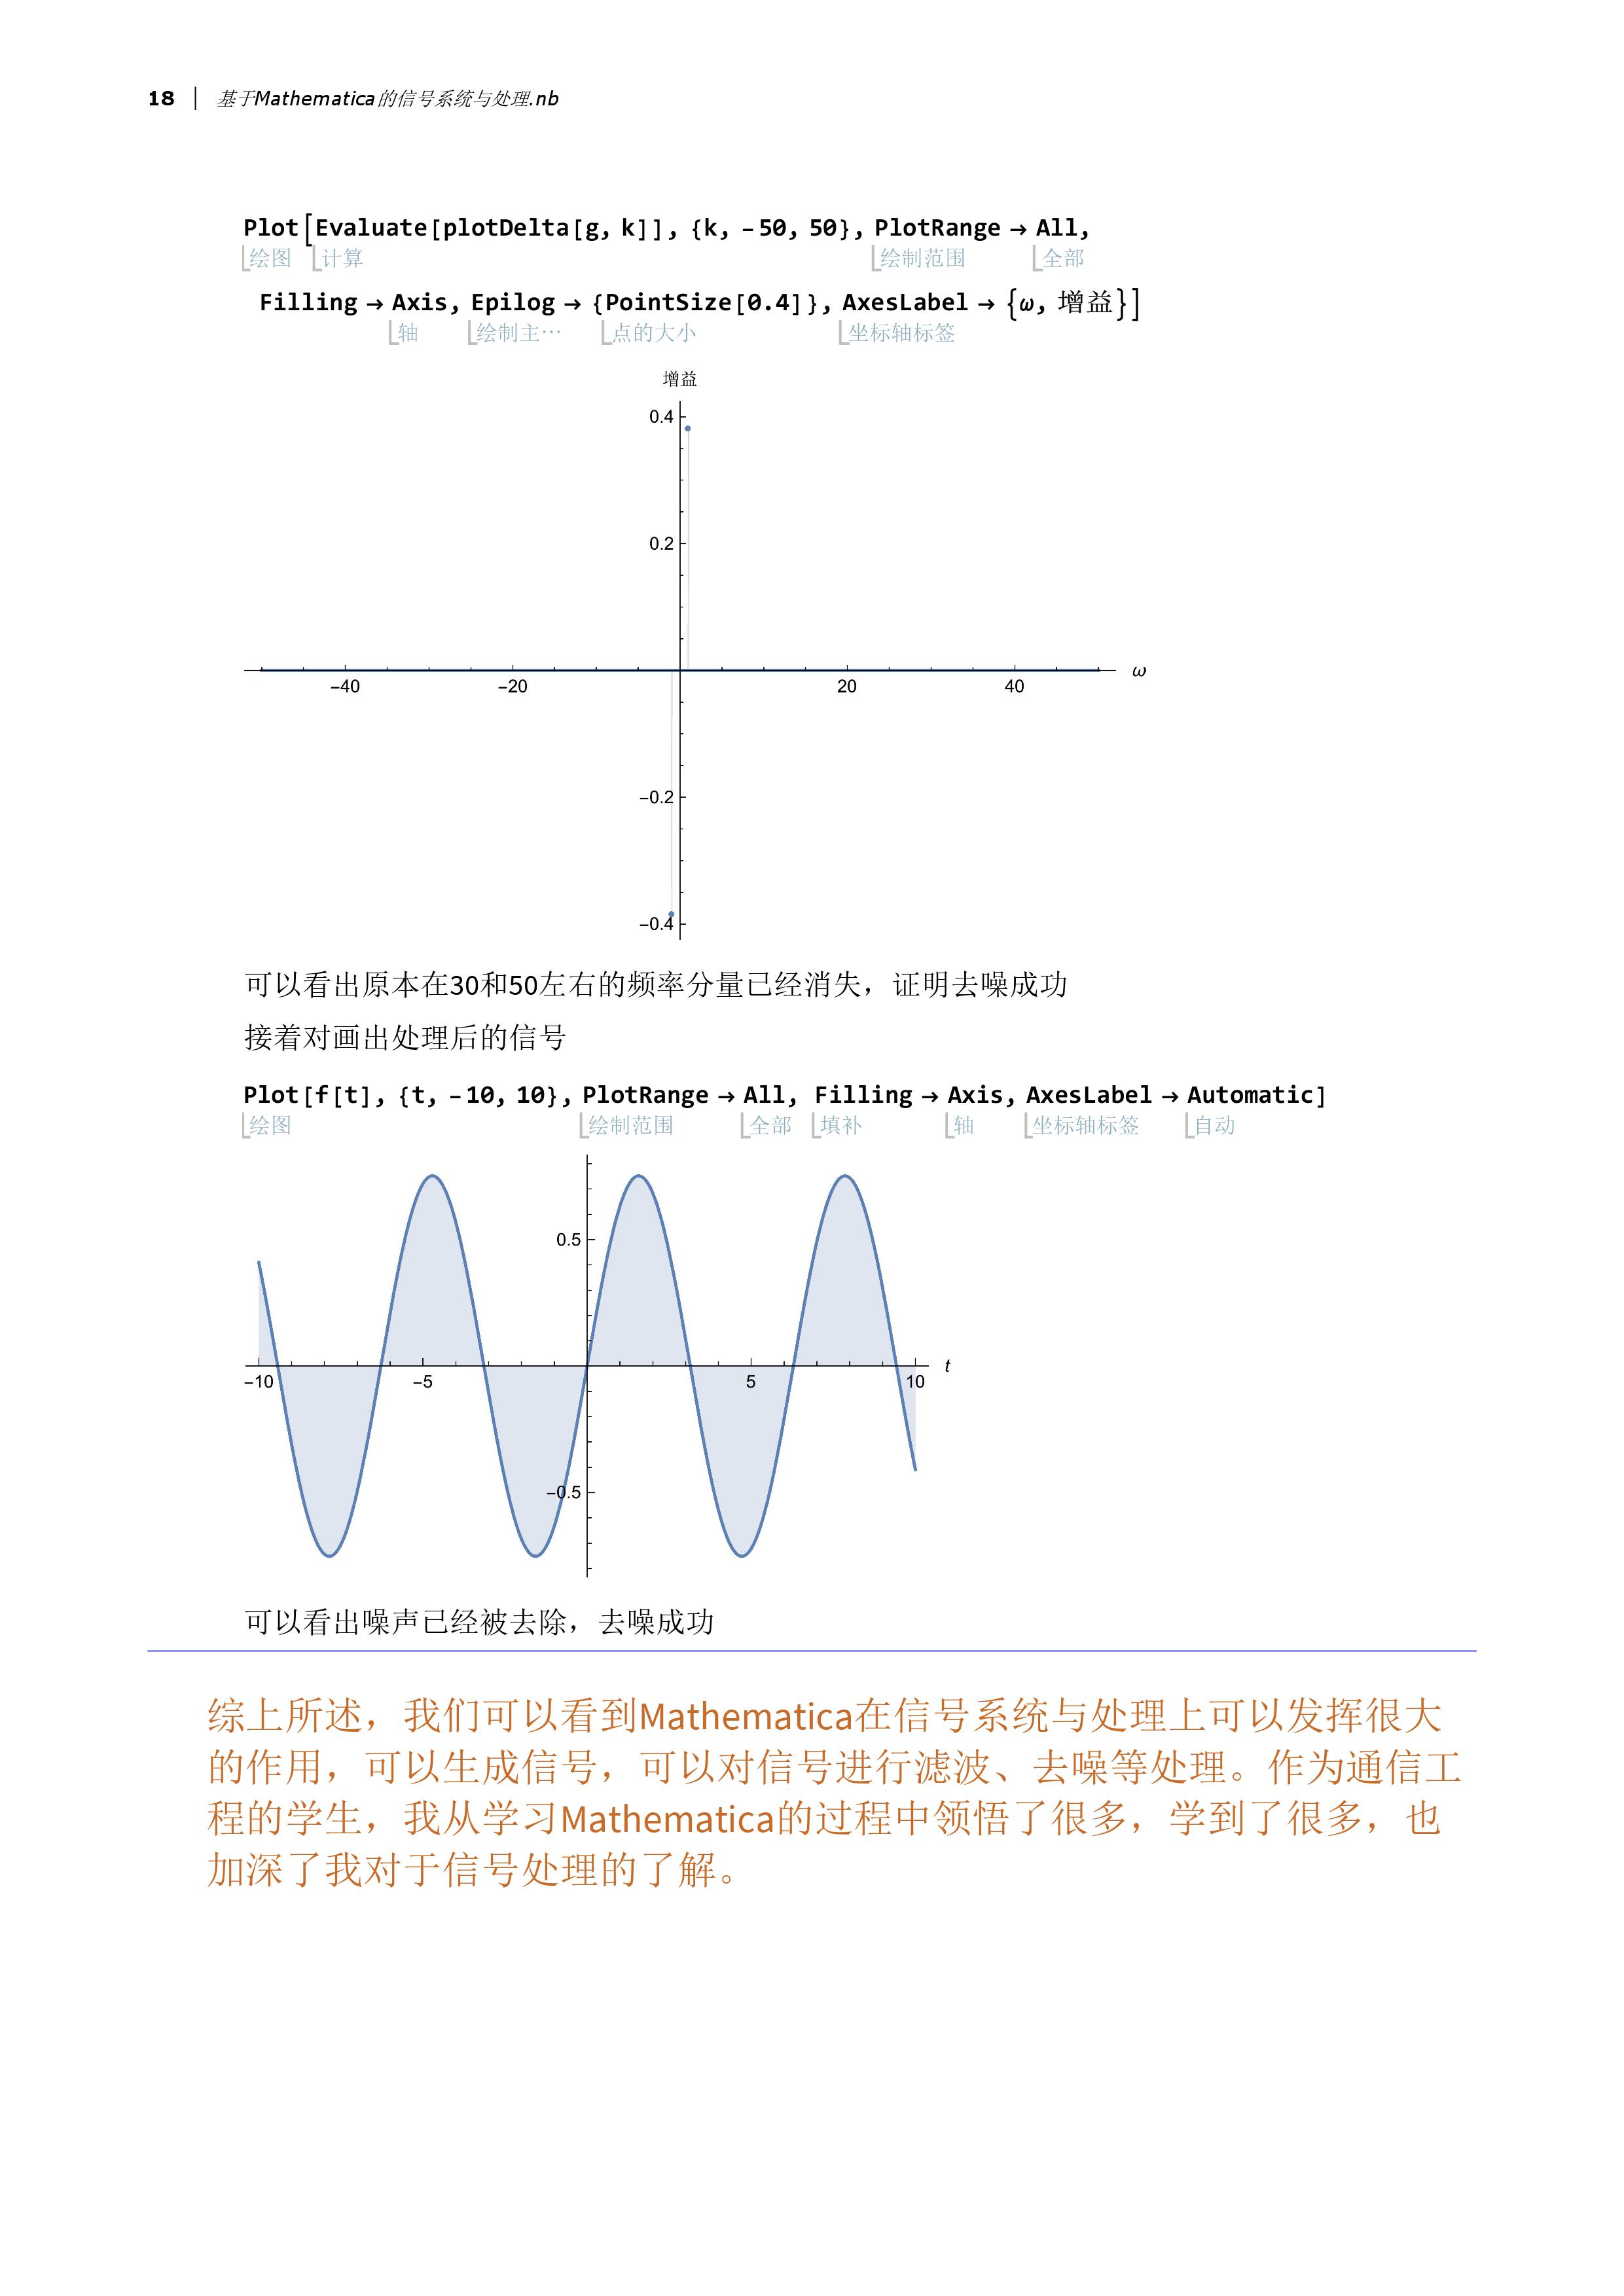 18 | 基于Mathematica的信号系统与处理.nb
Plot[Evaluate[plotDelta[g, k]], {k, -50, 50}, PlotRange → All,
绘图 计算 绘制范围 全部
Filling → Axis, Epilog → {PointSize[0.4]}, AxesLabel → {ω, 增益}]
轴 绘制主⋯ 点的大小 坐标轴标签
增益
0.4
0.2
ω
-40 -20 20 40
-0.2
-0.4
可以看出原本在30和50左右的频率分量已经消失，证明去噪成功
接着对画出处理后的信号
Plot[f[t], {t, -10, 10}, PlotRange → All, Filling → Axis, AxesLabel → Automatic]
绘图 绘制范围 全部 填补 轴 坐标轴标签 自动
0.5
t
-10 -5 5 10
-0.5
可以看出噪声已经被去除，去噪成功
综上所述，我们可以看到Mathematica在信号系统与处理上可以发挥很大
的作用，可以生成信号，可以对信号进行滤波、去噪等处理。作为通信工
程的学生，我从学习Mathematica的过程中领悟了很多，学到了很多，也
加深了我对于信号处理的了解。